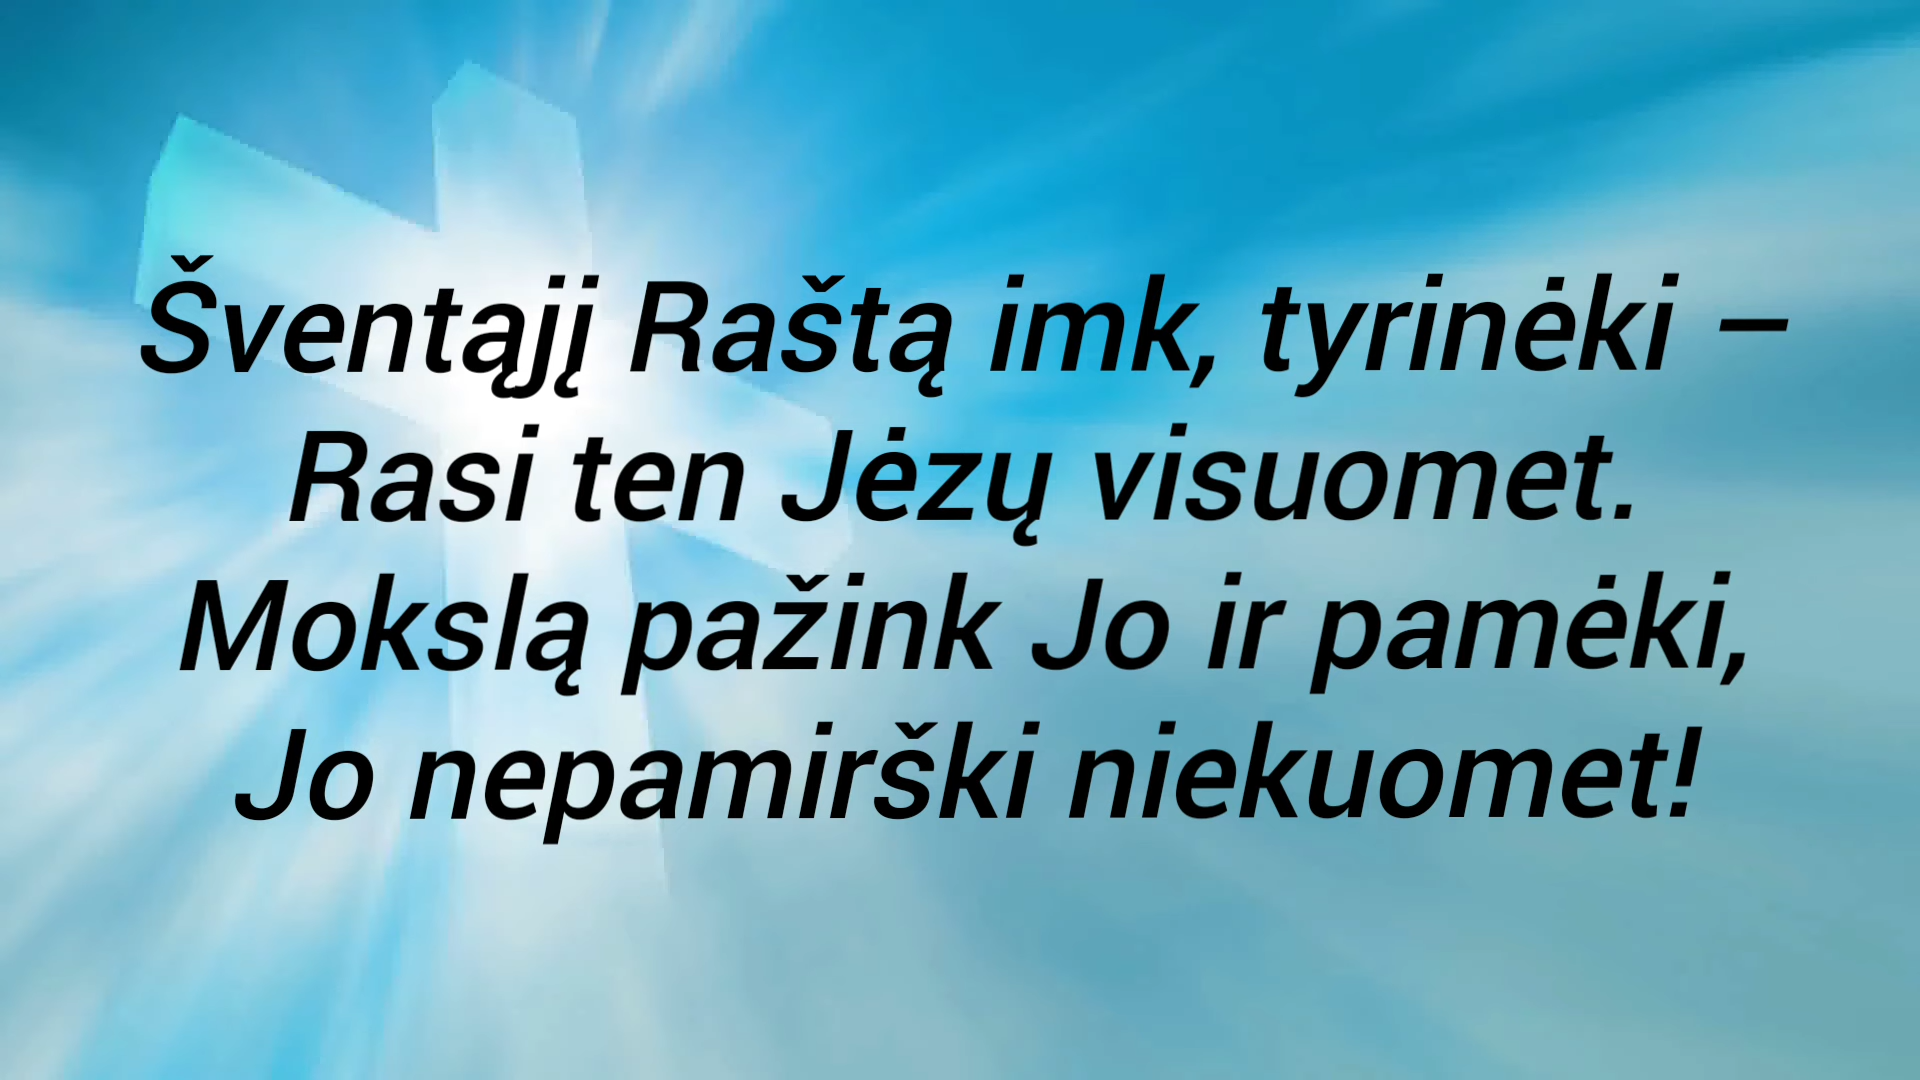 Šventąjį Raštą imk, tyrinėki –
Rasi ten Jėzų visuomet.
Mokslą pažink Jo ir pamėki,
Jo nepamirški niekuomet!